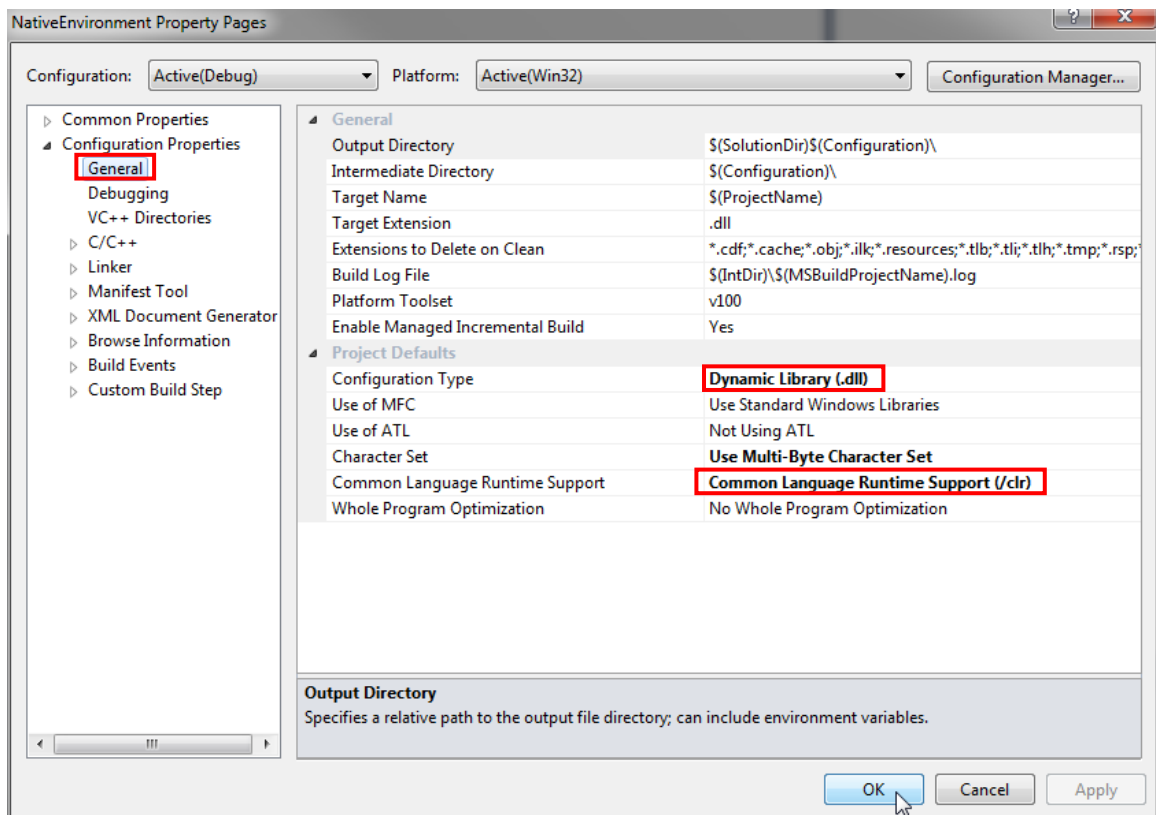 NativeEnvironment Property Pages
? X
Configuration: Active(Debug) Platform: Active(Win32) Configuration Manager...
Common Properties
Configuration Properties
General
Debugging
VC++ Directories
C/C++
Linker
Manifest Tool
XML Document Generator
Browse Information
Build Events
Custom Build Step
General
Output Directory $(SolutionDir)$(Configuration)\
Intermediate Directory $(Configuration)\
Target Name $(ProjectName)
Target Extension .dll
Extensions to Delete on Clean *.cdf;*.cache;*.obj;*.ilk;*.resources;*.tlb;*.tli;*.tlh;*.tmp;*.rsp;
Build Log File $(IntDir)\$(MSBuildProjectName).log
Platform Toolset v100
Enable Managed Incremental Build Yes
Project Defaults
Configuration Type Dynamic Library (.dll)
Use of MFC Use Standard Windows Libraries
Use of ATL Not Using ATL
Character Set Use Multi-Byte Character Set
Common Language Runtime Support Common Language Runtime Support (/clr)
Whole Program Optimization No Whole Program Optimization
Output Directory
Specifies a relative path to the output file directory; can include environment variables.
OK Cancel Apply